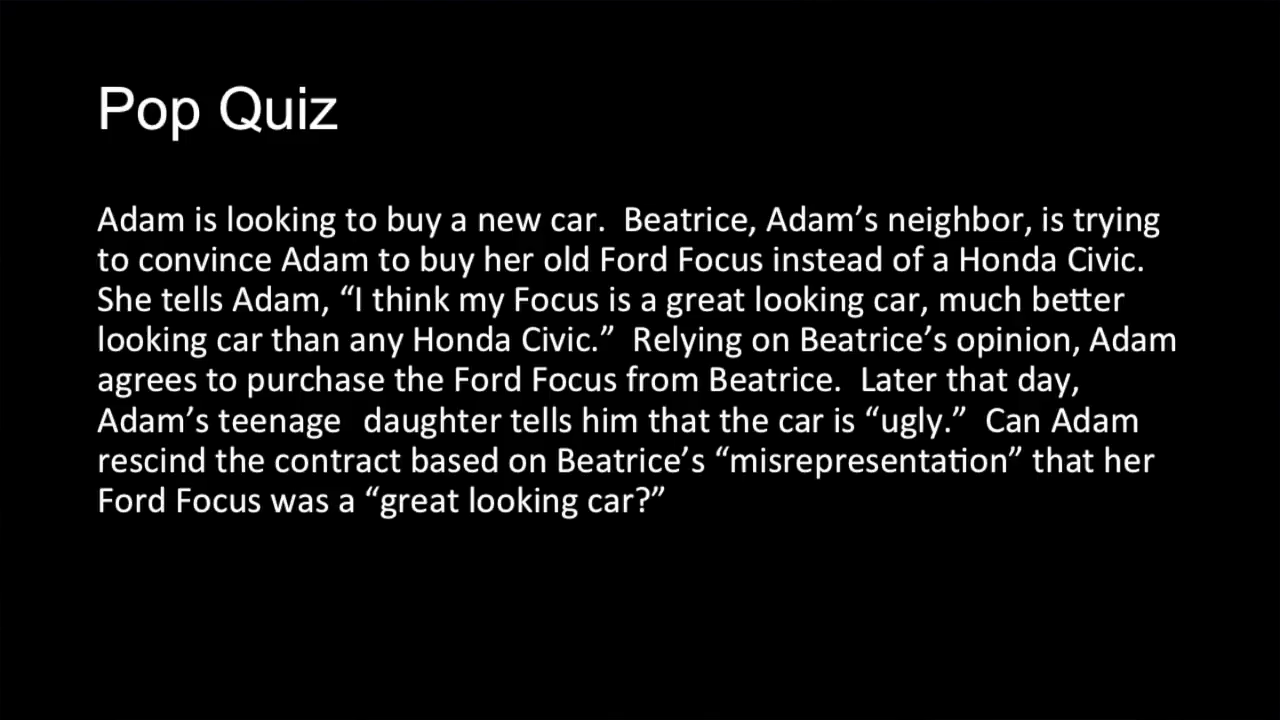 Pop Quiz
Adam is looking to buy a new car.  Beatrice, Adam’s neighbor, is trying
to convince Adam to buy her old Ford Focus instead of a Honda Civic.
She tells Adam, “I think my Focus is a great looking car, much better
looking car than any Honda Civic.”  Relying on Beatrice’s opinion, Adam
agrees to purchase the Ford Focus from Beatrice.  Later that day,
Adam’s teenage  daughter tells him that the car is “ugly.”  Can Adam
rescind the contract based on Beatrice’s “misrepresentation” that her
Ford Focus was a “great looking car?”